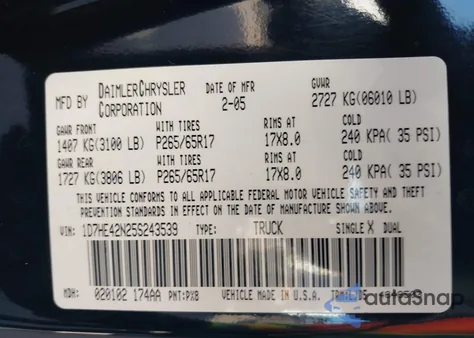 MFD BY DAIMLERCHRYSLER CORPORATION DATE OF MFR 2-05 GVWR 2727 KG(06010 LB)
GAWR FRONT WITH TIRES RIMS AT COLD
1407 KG(3100 LB) P265/65R17 17X8.0 240 KPA( 35 PSI)
GAWR REAR WITH TIRES RIMS AT COLD
1727 KG(3806 LB) P265/65R17 17X8.0 240 KPA( 35 PSI)
THIS VEHICLE CONFORMS TO ALL APPLICABLE FEDERAL MOTOR VEHICLE SAFETY AND THEFT
PREVENTION STANDARDS IN EFFECT ON THE DATE OF MANUFACTURE SHOWN ABOVE.
VIN: 1D7HE42N25S243539 TYPE: TRUCK SINGLE X DUAL
MDH: 020102 174AA PNT:PX8 VEHICLE MADE IN U.S.A.
autoSnap